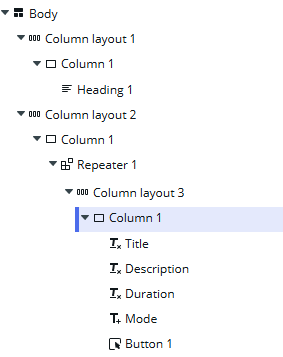 Body
Column layout 1
Column 1
Heading 1
Column layout 2
Column 1
Repeater 1
Column layout 3
Column 1
Title
Description
Duration
Mode
Button 1